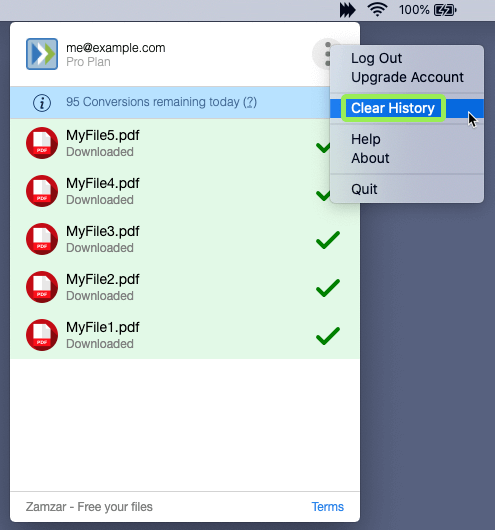 100%
me@example.com
Pro Plan
Log Out
Upgrade Account
95 Conversions remaining today (?)
Clear History
MyFile5.pdf
Downloaded
Help
About
MyFile4.pdf
Downloaded
Quit
MyFile3.pdf
Downloaded
MyFile2.pdf
Downloaded
MyFile1.pdf
Downloaded
PDF
PDF
PDF
PDF
PDF
Zamzar - Free your files
Terms